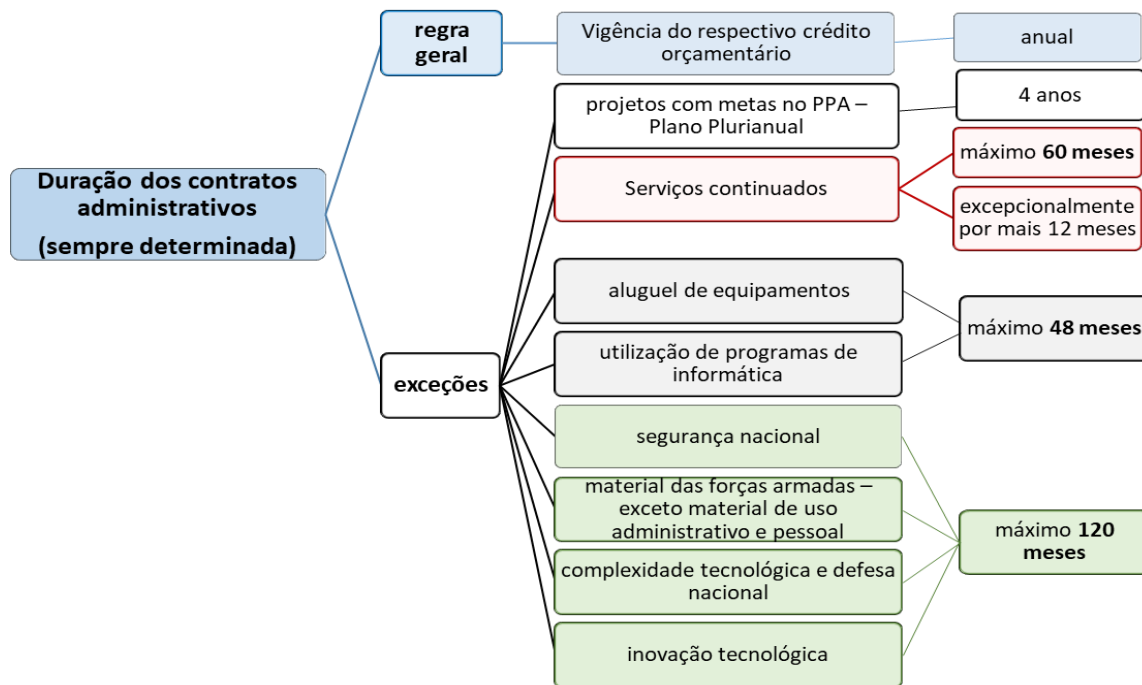 Duração dos contratos
administrativos
(sempre determinada)
regra
geral
Vigência do respectivo crédito
orçamentário
anual
exceções
projetos com metas no PPA –
Plano Plurianual
4 anos
Serviços continuados
máximo 60 meses
excepcionalmente
por mais 12 meses
aluguel de equipamentos
utilização de programas de
informática
máximo 48 meses
segurança nacional
material das forças armadas –
exceto material de uso
administrativo e pessoal
complexidade tecnológica e defesa
nacional
inovação tecnológica
máximo 120
meses